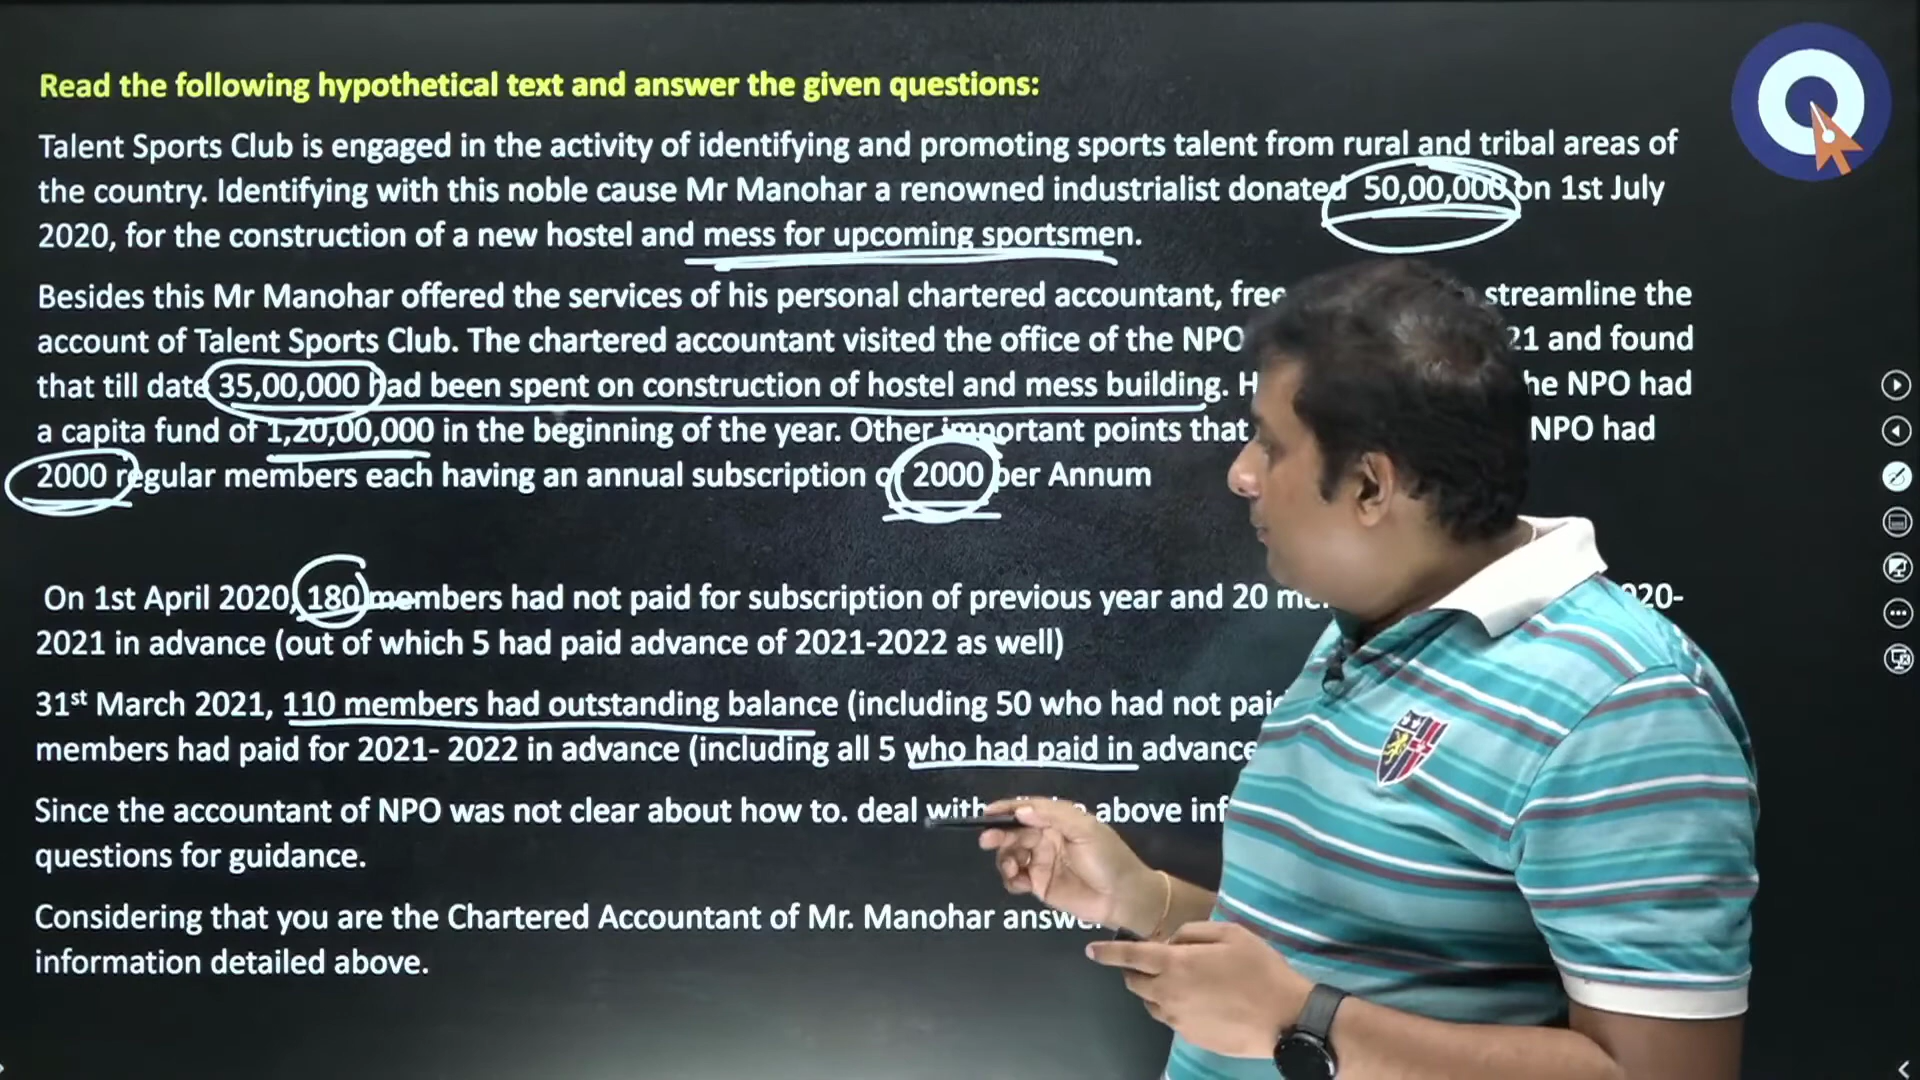 Read the following hypothetical text and answer the given questions:
Talent Sports Club is engaged in the activity of identifying and promoting sports talent from rural and tribal areas of
the country. Identifying with this noble cause Mr Manohar a renowned industrialist donated 50,00,000 on 1st July
2020, for the construction of a new hostel and mess for upcoming sportsmen.
Besides this Mr Manohar offered the services of his personal chartered accountant, free streamline the
account of Talent Sports Club. The chartered accountant visited the office of the NPO 21 and found
that till date 35,00,000 had been spent on construction of hostel and mess building. he NPO had
a capita fund of 1,20,00,000 in the beginning of the year. Other important points that NPO had
2000 regular members each having an annual subscription of 2000 per Annum
On 1st April 2020, 180 members had not paid for subscription of previous year and 20 020-
2021 in advance (out of which 5 had paid advance of 2021-2022 as well)
31st March 2021, 110 members had outstanding balance (including 50 who had not paid
members had paid for 2021- 2022 in advance (including all 5 who had paid in advance
Since the accountant of NPO was not clear about how to. deal with above
questions for guidance.
Considering that you are the Chartered Accountant of Mr. Manohar
information detailed above.